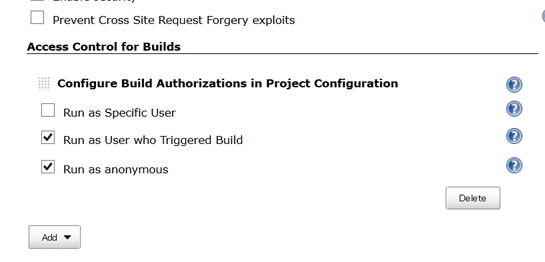 Prevent Cross Site Request Forgery exploits
Access Control for Builds
Configure Build Authorizations in Project Configuration
Run as Specific User
Run as User who Triggered Build
Run as anonymous
Delete
Add